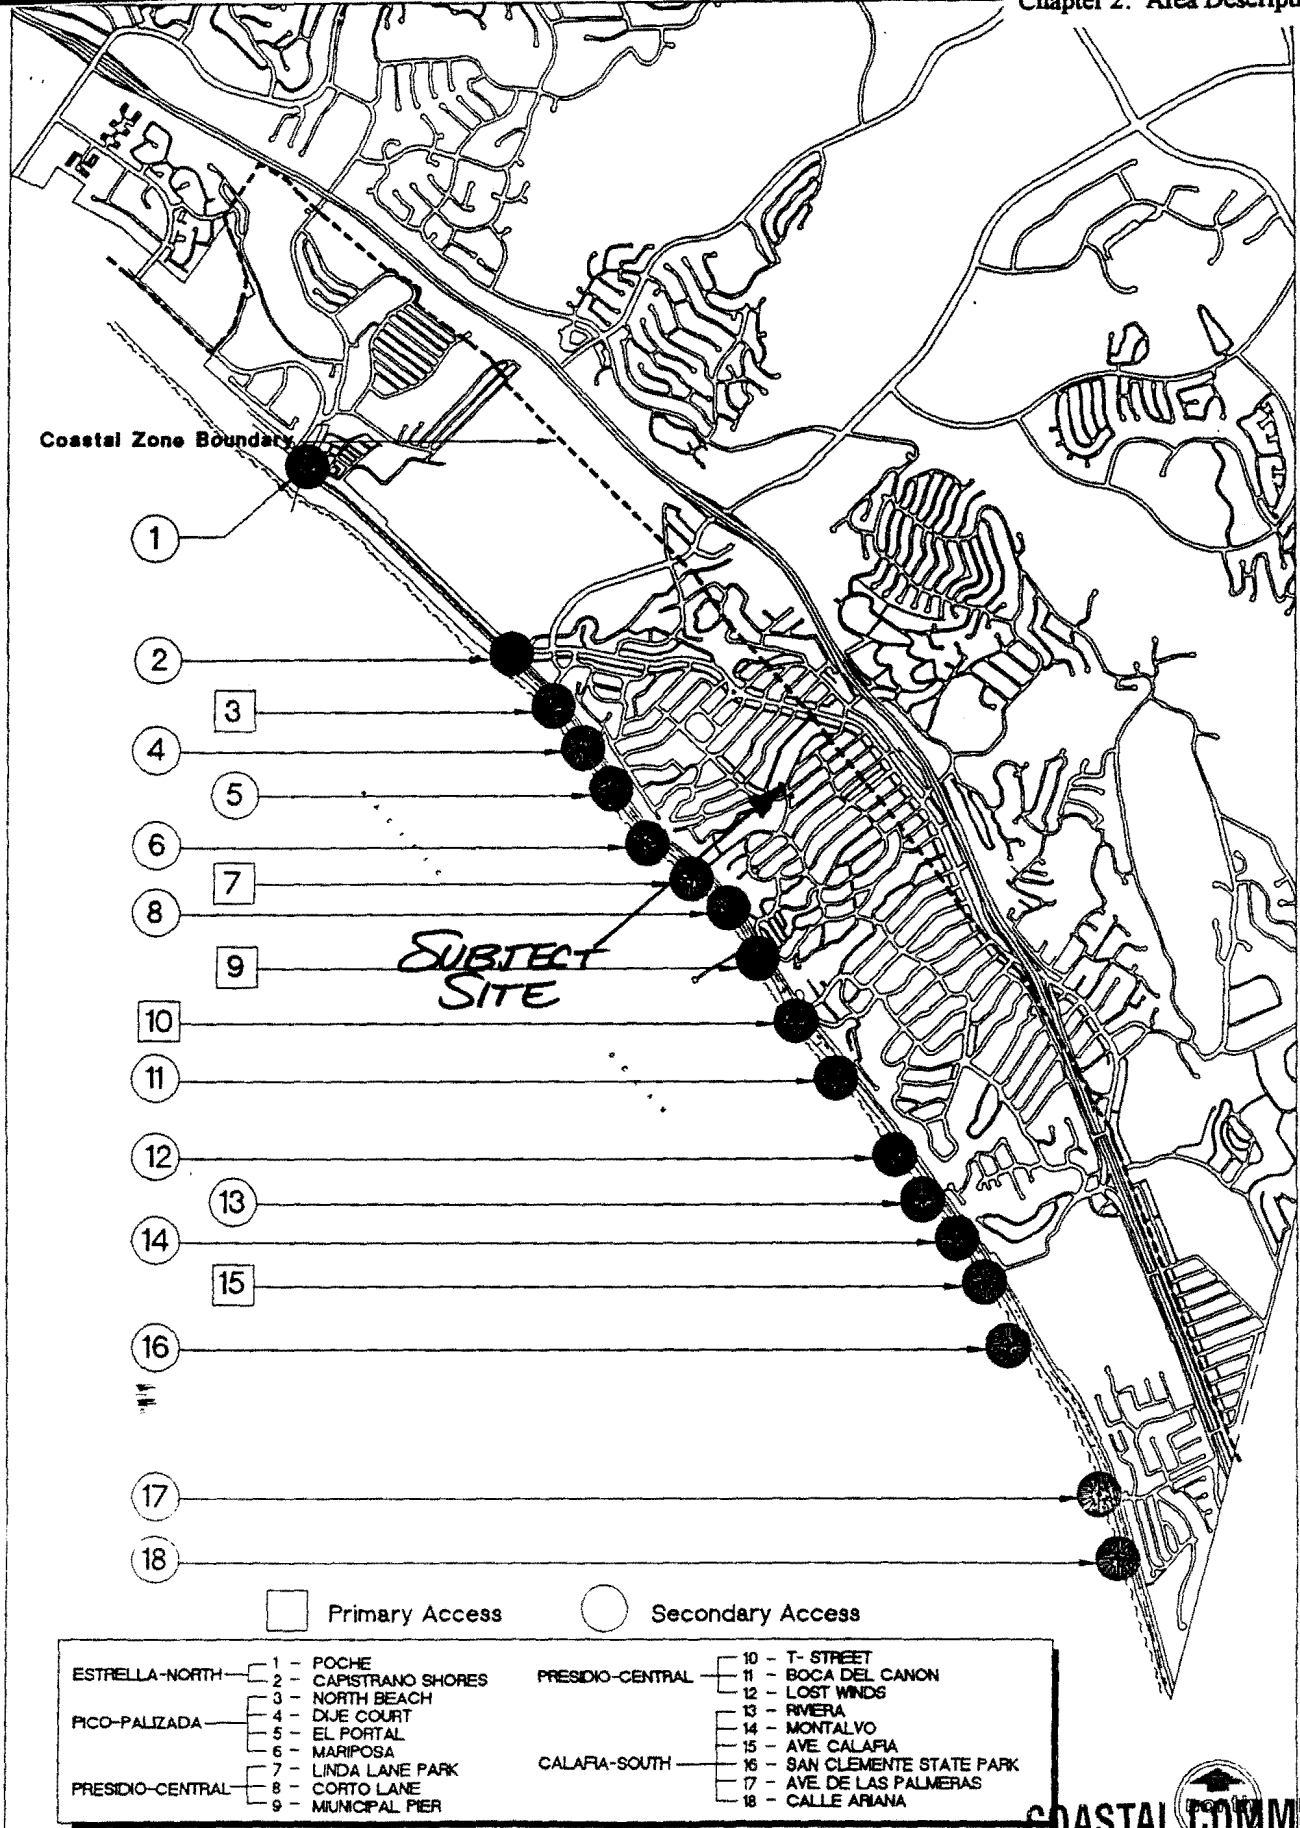 Chapter 2. Area
Coastal Zone Boundary
1
2
3
4
5
6
7
8
9
SUBJECT
SITE
10
11
12
13
14
15
16
17
18
Primary Access
Secondary Access
ESTRELLA-NORTH
1 - POCHE
2 - CAPISTRANO SHORES
PICO-PALIZADA
3 - NORTH BEACH
4 - DIJE COURT
5 - EL PORTAL
6 - MARIPOSA
PRESIDIO-CENTRAL
7 - LINDA LANE PARK
8 - CORTO LANE
9 - MUNICIPAL PIER
PRESIDIO-CENTRAL
10 - T- STREET
11 - BOCA DEL CANON
12 - LOST WINDS
CALAFIA-SOUTH
13 - RIVIERA
14 - MONTALVO
15 - AVE. CALAFIA
16 - SAN CLEMENTE STATE PARK
17 - AVE. DE LAS PALMERAS
18 - CALLE ARIANA
north
COASTAL COMM